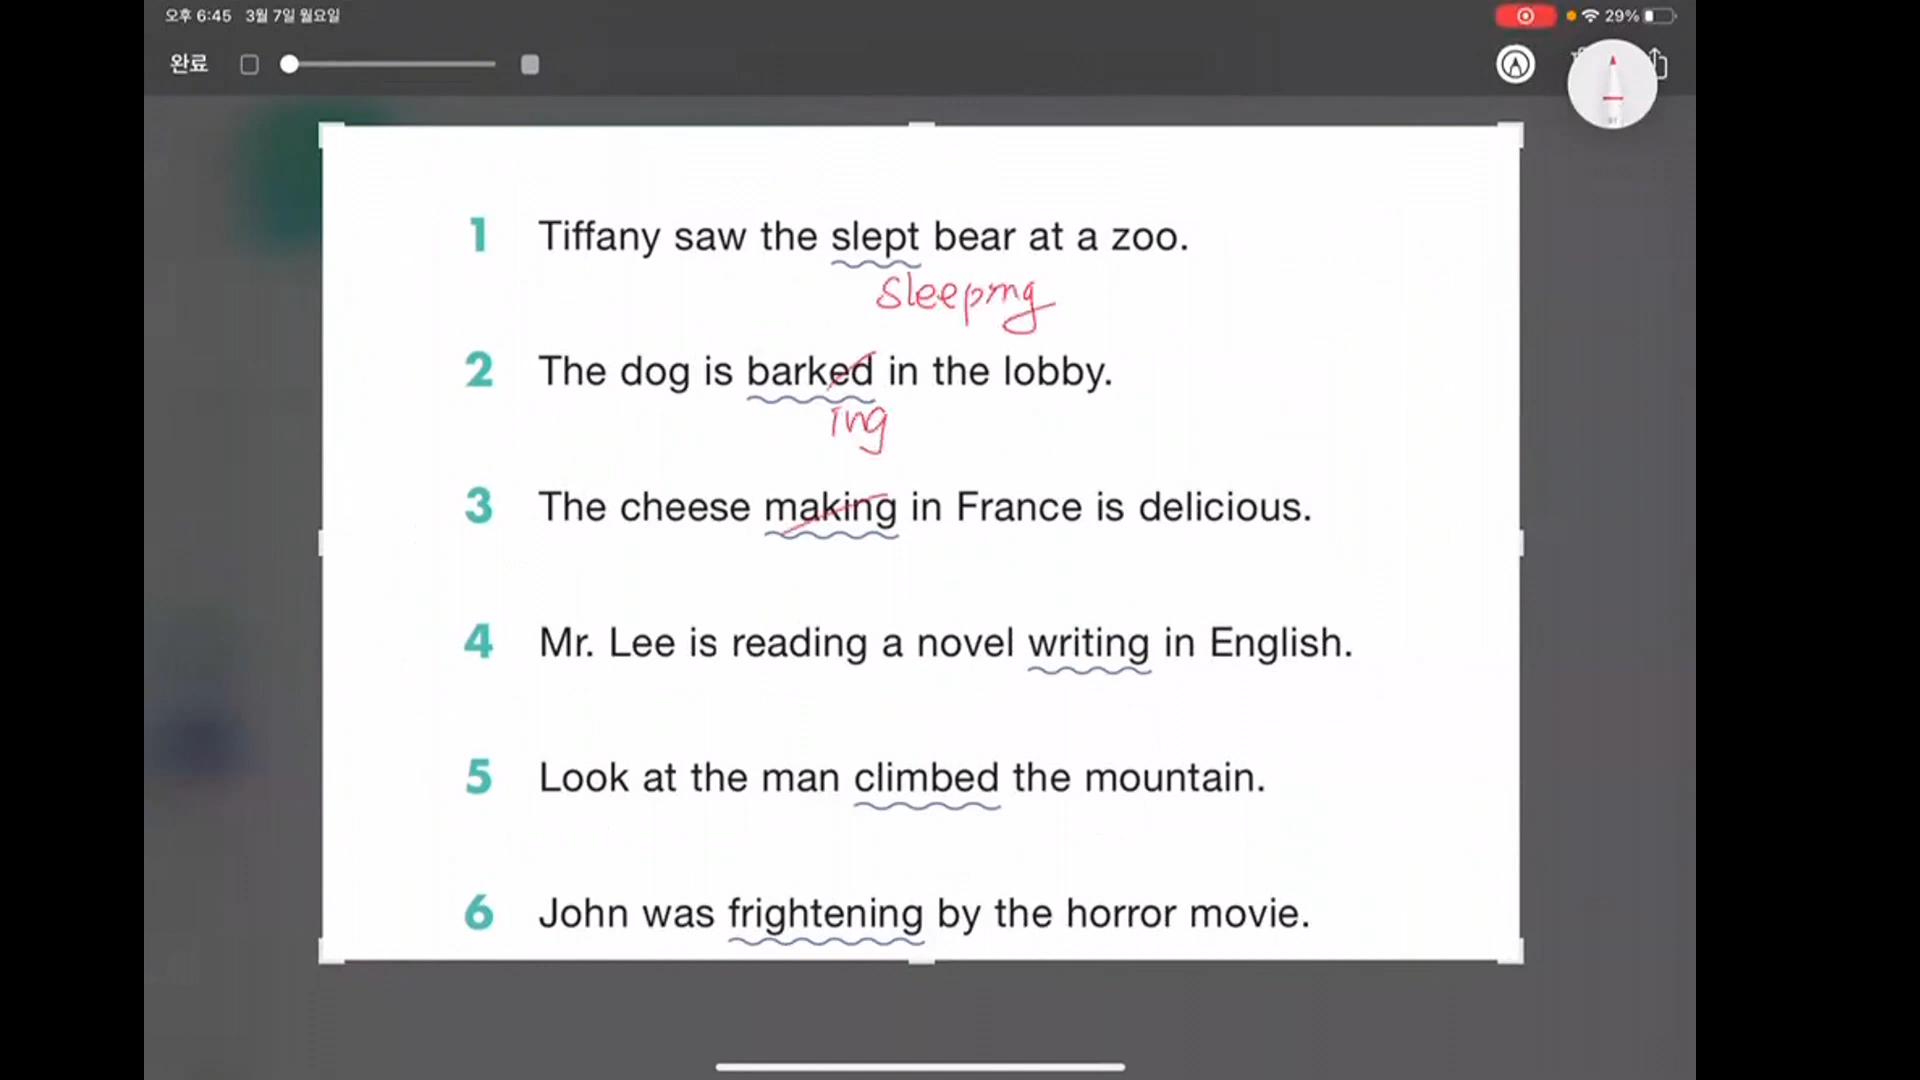 오후 6:45 3월 7일 월요일 29%
완료
1 Tiffany saw the slept bear at a zoo.
sleeping
2 The dog is barked in the lobby.
ing
3 The cheese making in France is delicious.
4 Mr. Lee is reading a novel writing in English.
5 Look at the man climbed the mountain.
6 John was frightening by the horror movie.